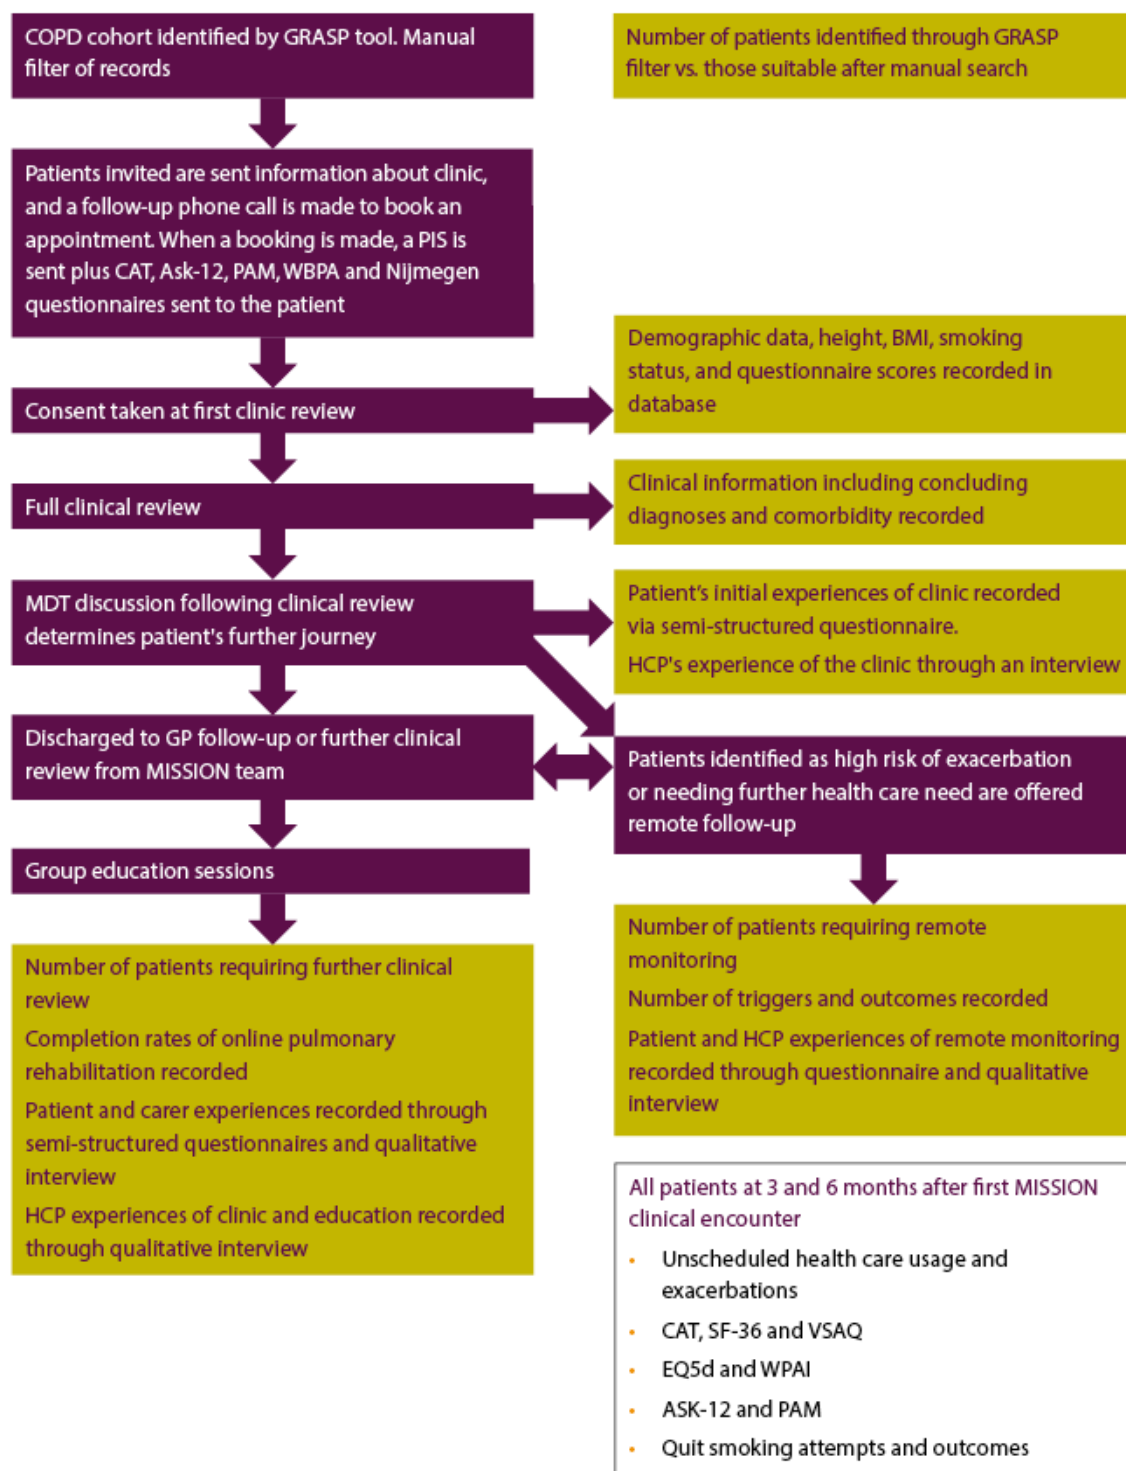 COPD cohort identified by GRASP tool. Manual
filter of records
Number of patients identified through GRASP
filter vs. those suitable after manual search
Patients invited are sent information about clinic,
and a follow-up phone call is made to book an
appointment. When a booking is made, a PIS is
sent plus CAT, Ask-12, PAM, WBPA and Nijmegen
questionnaires sent to the patient
Demographic data, height, BMI, smoking
status, and questionnaire scores recorded in
database
Consent taken at first clinic review
Full clinical review
Clinical information including concluding
diagnoses and comorbidity recorded
MDT discussion following clinical review
determines patient's further journey
Patient's initial experiences of clinic recorded
via semi-structured questionnaire.
HCP's experience of the clinic through an interview
Discharged to GP follow-up or further clinical
review from MISSION team
Patients identified as high risk of exacerbation
or needing further health care need are offered
remote follow-up
Group education sessions
Number of patients requiring further clinical
review
Completion rates of online pulmonary
rehabilitation recorded
Patient and carer experiences recorded through
semi-structured questionnaires and qualitative
interview
HCP experiences of clinic and education recorded
through qualitative interview
Number of patients requiring remote
monitoring
Number of triggers and outcomes recorded
Patient and HCP experiences of remote monitoring
recorded through questionnaire and qualitative
interview
All patients at 3 and 6 months after first MISSION
clinical encounter
• Unscheduled health care usage and
exacerbations
• CAT, SF-36 and VSAQ
• EQ5d and WPAI
• ASK-12 and PAM
• Quit smoking attempts and outcomes